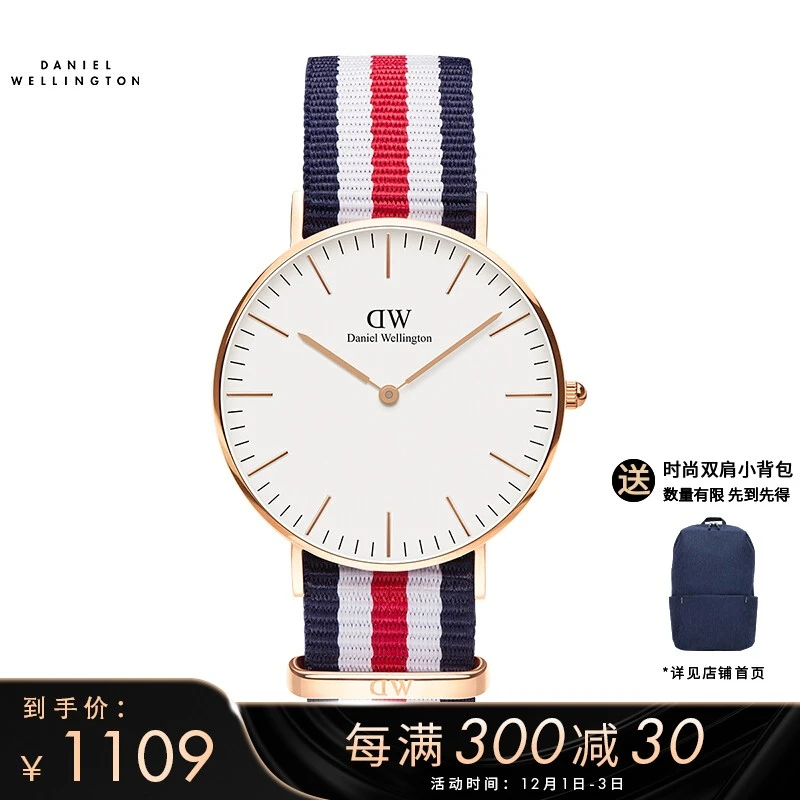 DANIEL
WELLINGTON
DW
Daniel Wellington
送
时尚双肩小背包
数量有限 先到先得
*详见店铺首页
DW
到手价：
¥ 1109
每满300减30
活动时间：12月1日-3日